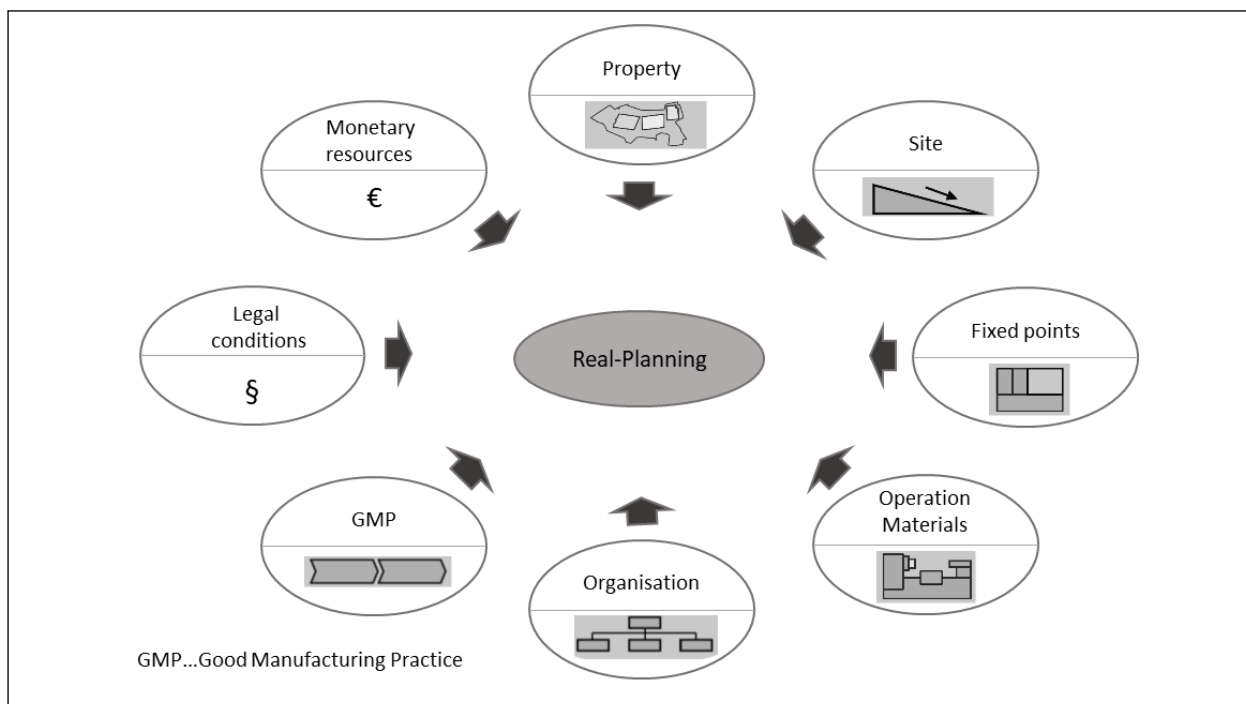 Property
Monetary
resources
€
Site
Legal
conditions
§
Real-Planning
Fixed points
GMP
Organisation
Operation
Materials
GMP...Good Manufacturing Practice